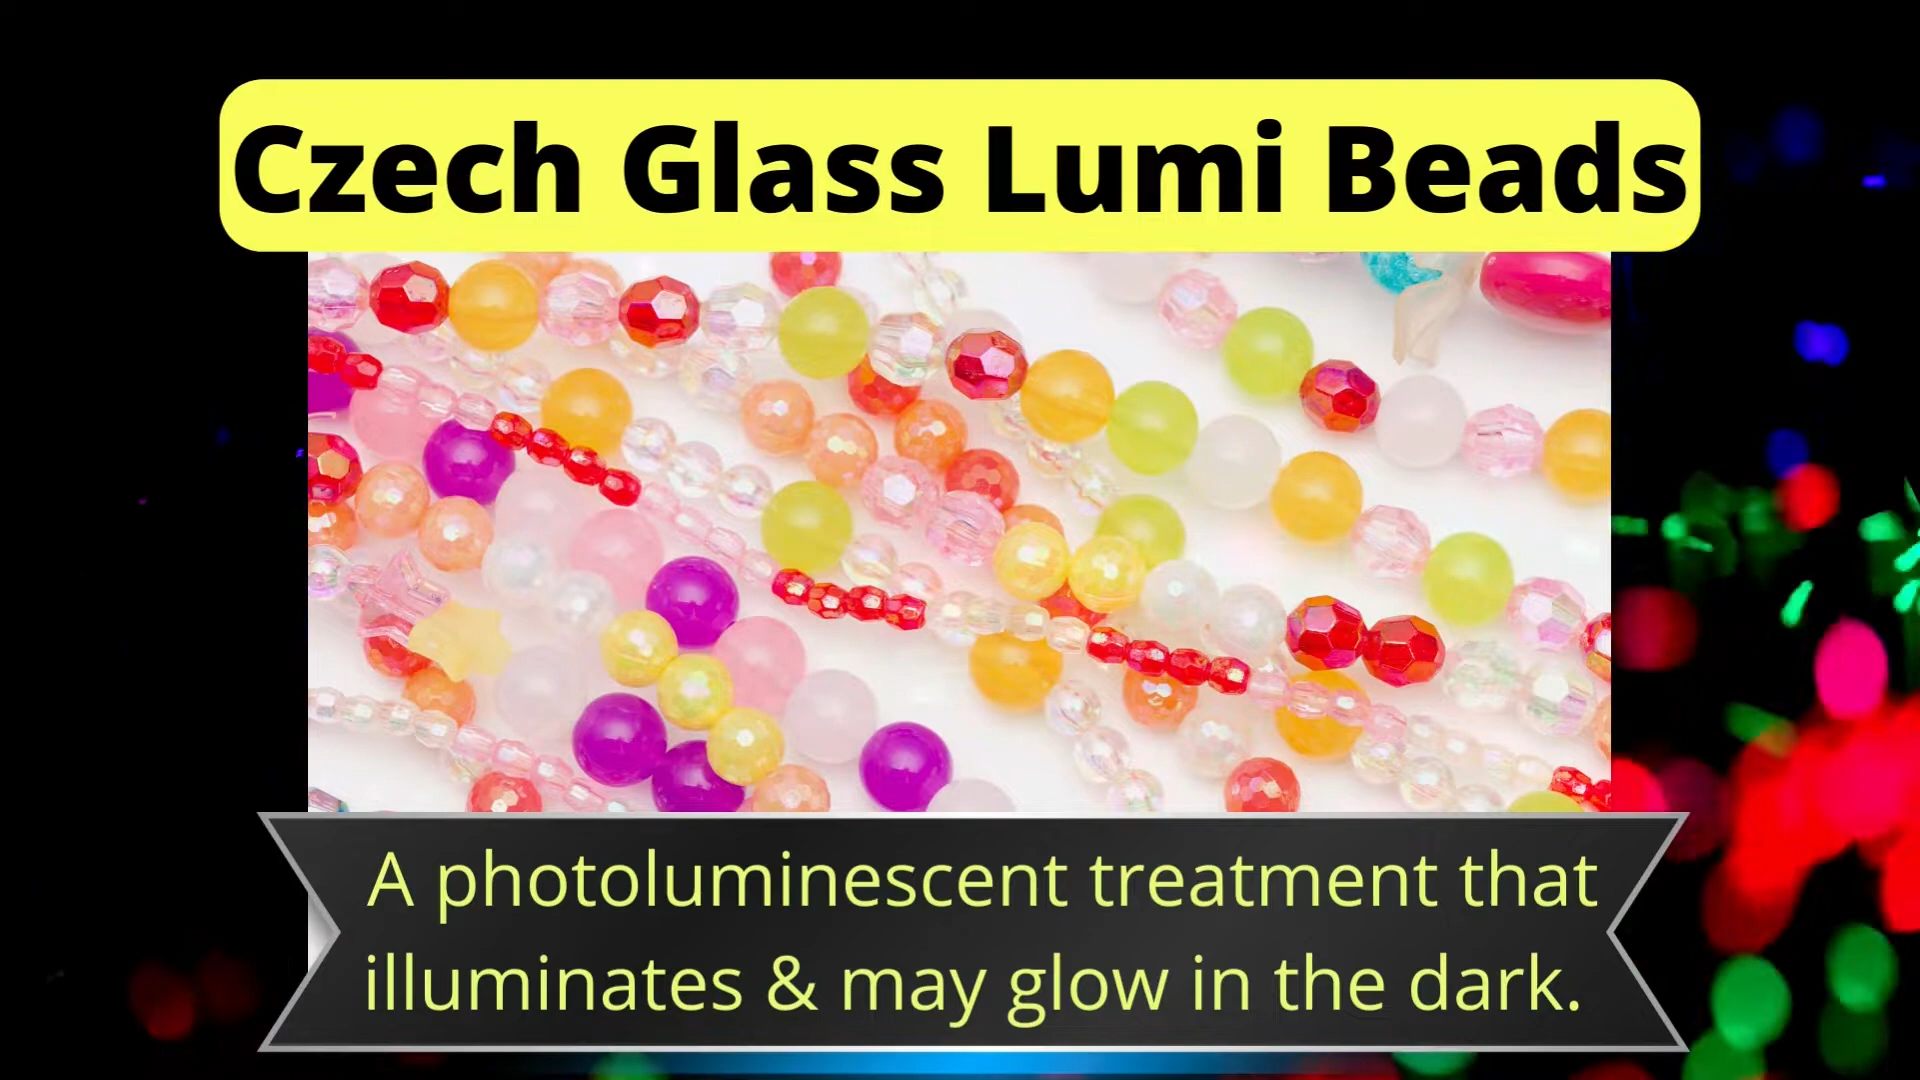 Czech Glass Lumi Beads
A photoluminescent treatment that
illuminates & may glow in the dark.